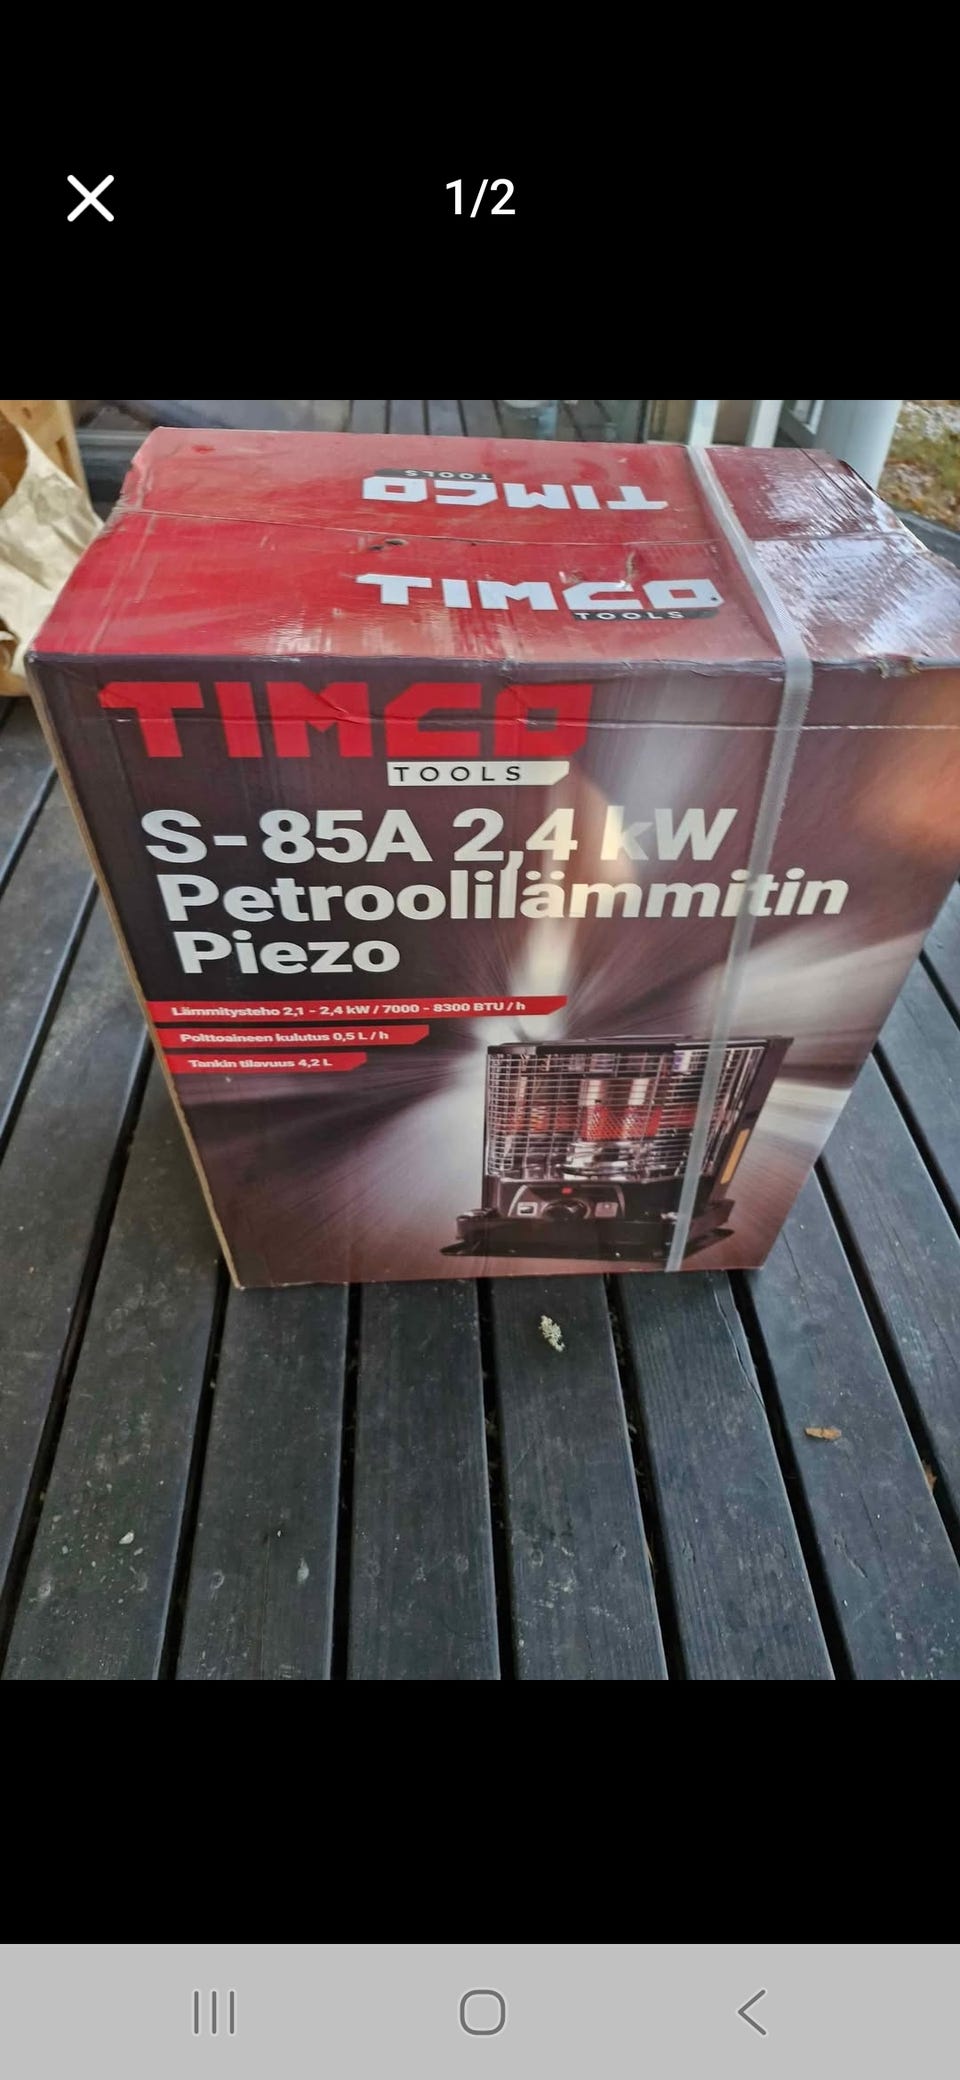 1/2
TIMCO
TOOLS
TIMCO
TOOLS
TIMCO
TOOLS
S-85A 2,4 kW
Petroolilämmitin
Piezo
Lämmitysteho 2,1 - 2,4 kW / 7000 - 8300 BTU / h
Polttoaineen kulutus 0,5 L / h
Tankin tilavuus 4,2 L